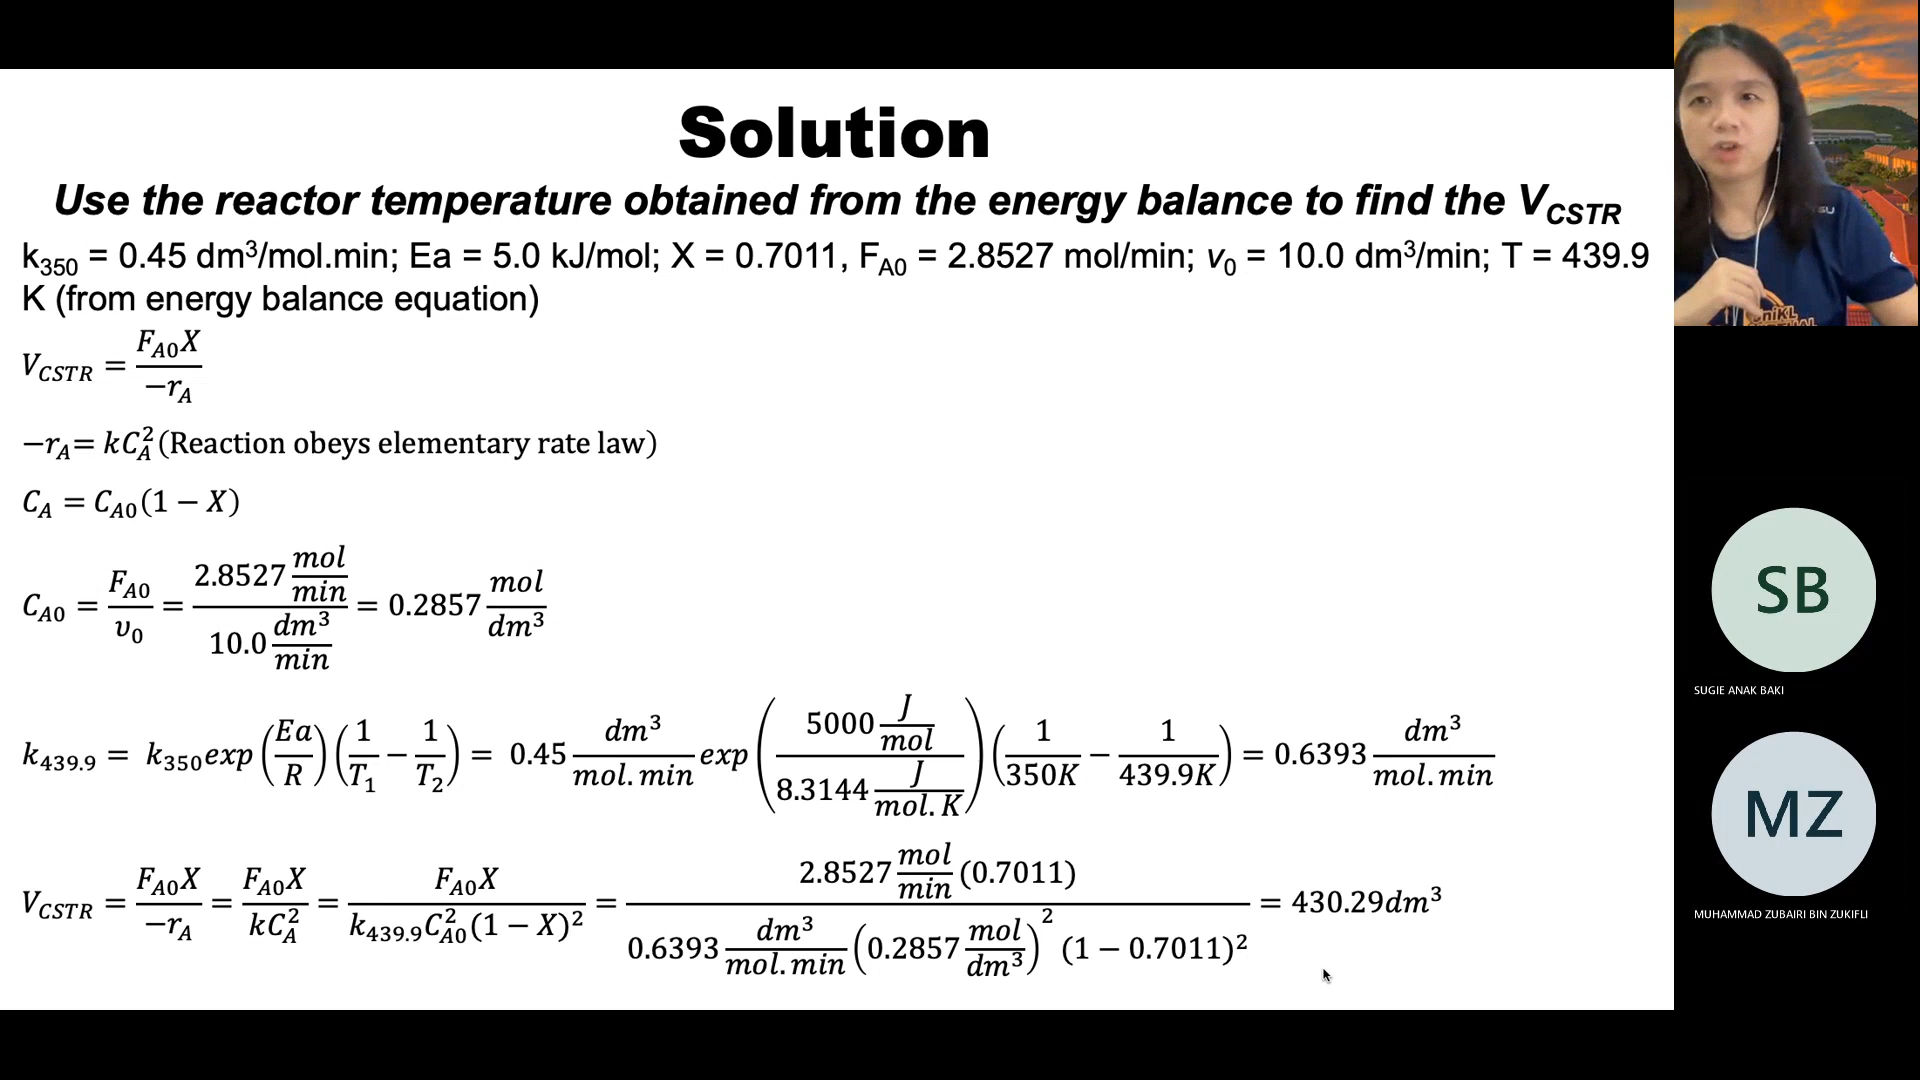 Solution
Use the reactor temperature obtained from the energy balance to find the V_CSTR
k_350 = 0.45 dm³/mol.min; Ea = 5.0 kJ/mol; X = 0.7011, F_A0 = 2.8527 mol/min; v_0 = 10.0 dm³/min; T = 439.9
K (from energy balance equation)
V_CSTR = F_A0 X / −r_A
−r_A = kC_A² (Reaction obeys elementary rate law)
C_A = C_A0(1 − X)
C_A0 = F_A0 / υ_0 = 2.8527 mol/min / 10.0 dm³/min = 0.2857 mol/dm³
k_439.9 = k_350 exp (Ea/R) (1/T_1 − 1/T_2) = 0.45 dm³/mol.min exp (5000 J/mol / 8.3144 J/mol.K) (1/350K − 1/439.9K) = 0.6393 dm³/mol.min
V_CSTR = F_A0 X / −r_A = F_A0 X / kC_A² = F_A0 X / k_439.9 C_A0² (1 − X)² = 2.8527 mol/min (0.7011) / 0.6393 dm³/mol.min (0.2857 mol/dm³)² (1 − 0.7011)² = 430.29dm³
SB
SUGIE ANAK BAKI
MZ
MUHAMMAD ZUBAIRI BIN ZUKIFLI